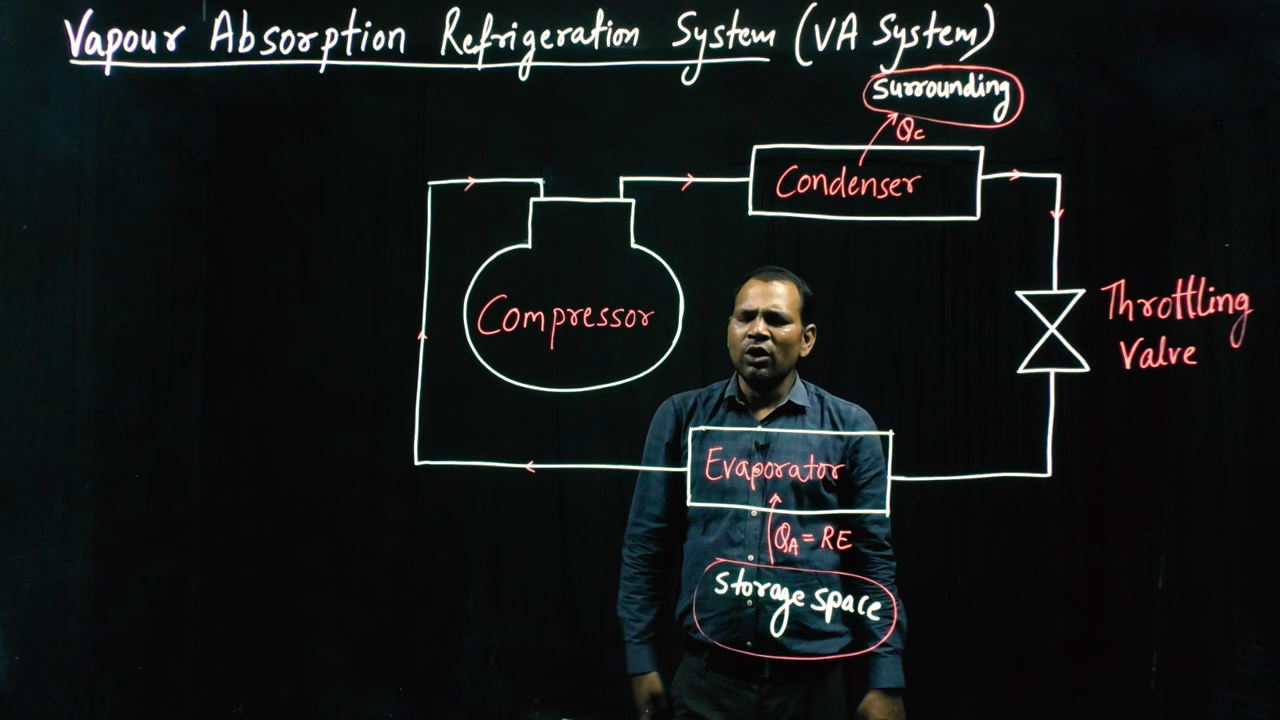 Vapour Absorption Refrigeration System (VA System)
Surrounding
Qc
Condenser
Compressor
Throttling
Valve
Evaporator
QA = RE
Storage space